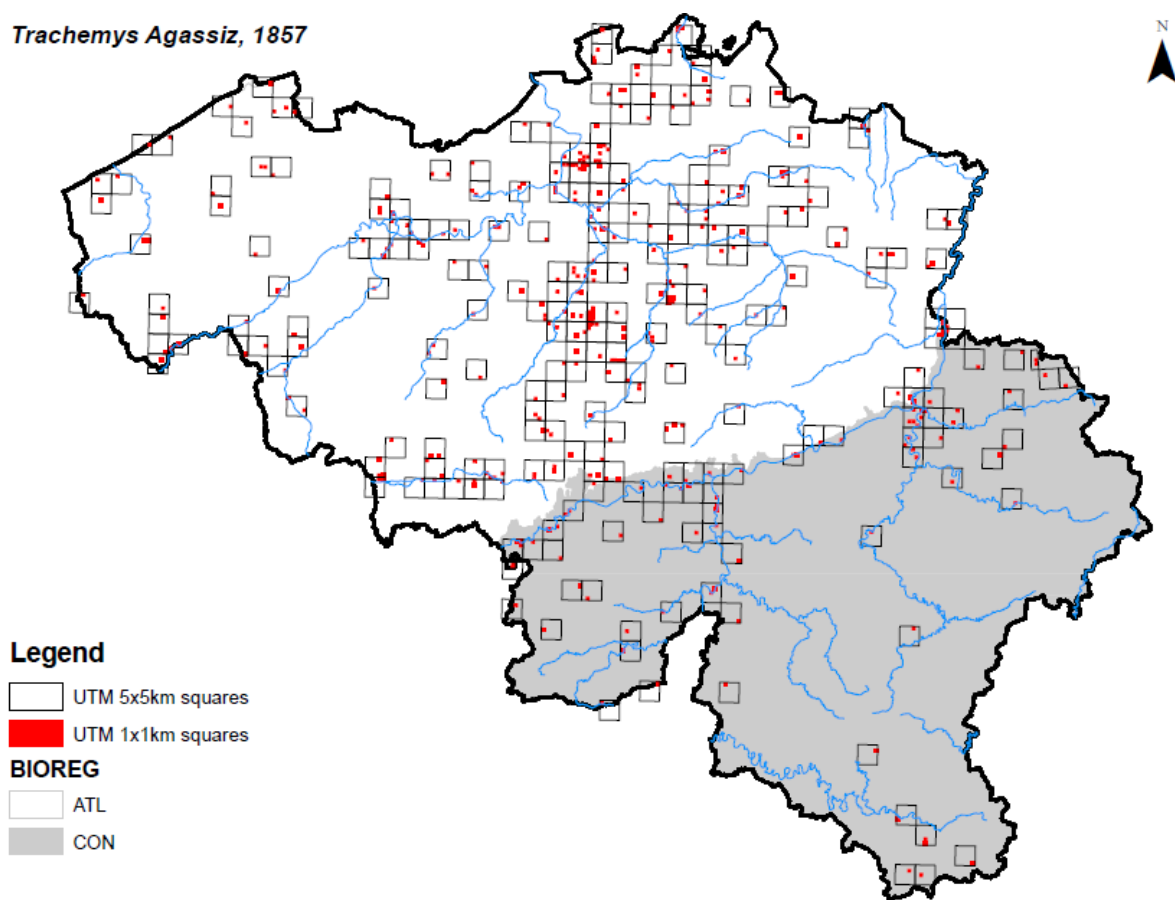 Trachemys Agassiz, 1857
N
Legend
UTM 5x5km squares
UTM 1x1km squares
BIOREG
ATL
CON